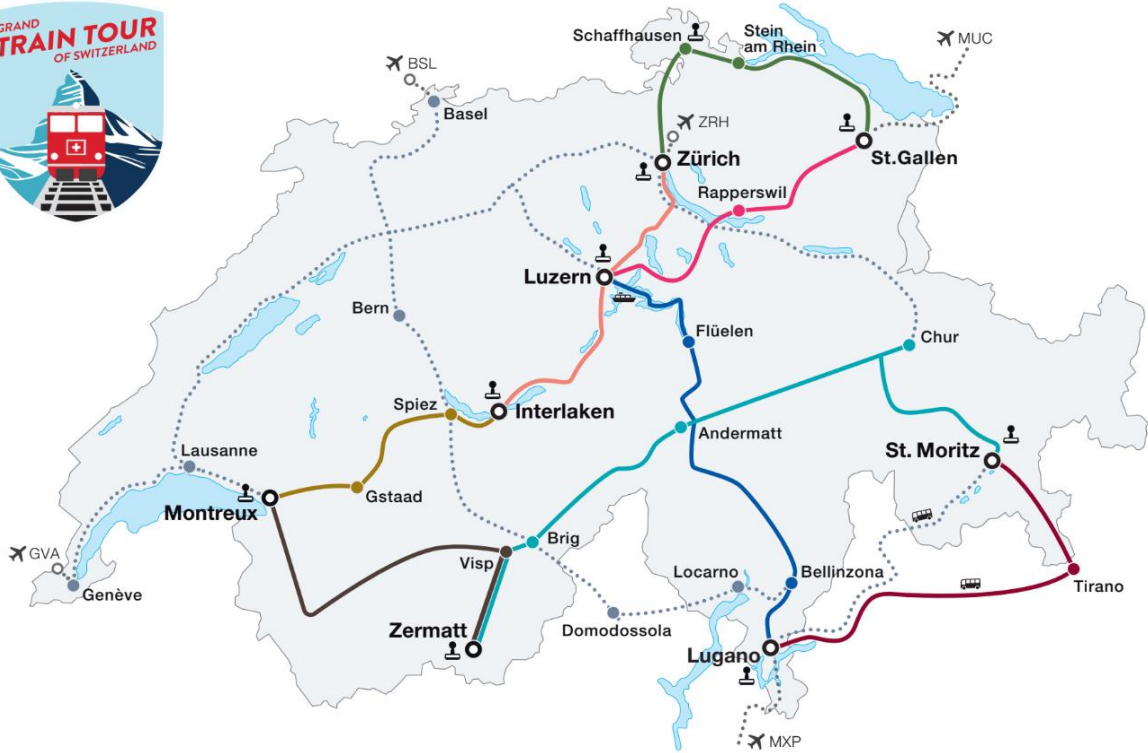 GRAND
TRAIN TOUR
OF SWITZERLAND
Schaffhausen
Stein
am Rhein
MUC
BSL
Basel
ZRH
Zürich
St.Gallen
Rapperswil
Luzern
Bern
Flüelen
Chur
Spiez
Interlaken
Andermatt
Lausanne
St. Moritz
Gstaad
Montreux
Brig
Visp
GVA
Genève
Locarno
Bellinzona
Tirano
Domodossola
Zermatt
Lugano
MXP